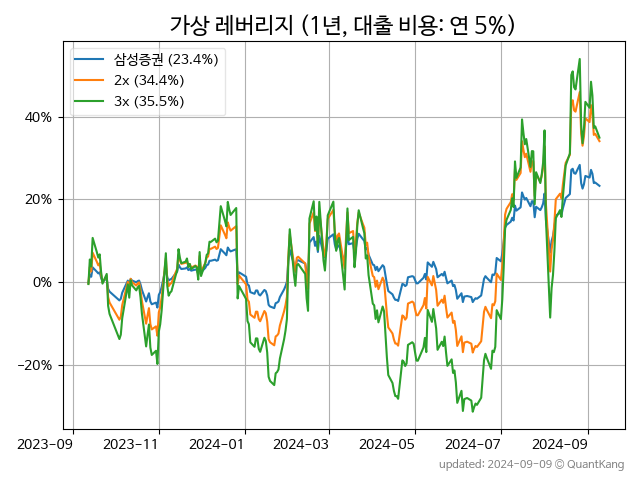 가상 레버리지 (1년, 대출 비용: 연 5%)
삼성증권 (23.4%)
2x (34.4%)
3x (35.5%)
40%
20%
0%
−20%
2023-09 2023-11 2024-01 2024-03 2024-05 2024-07 2024-09
updated: 2024-09-09 © QuantKang